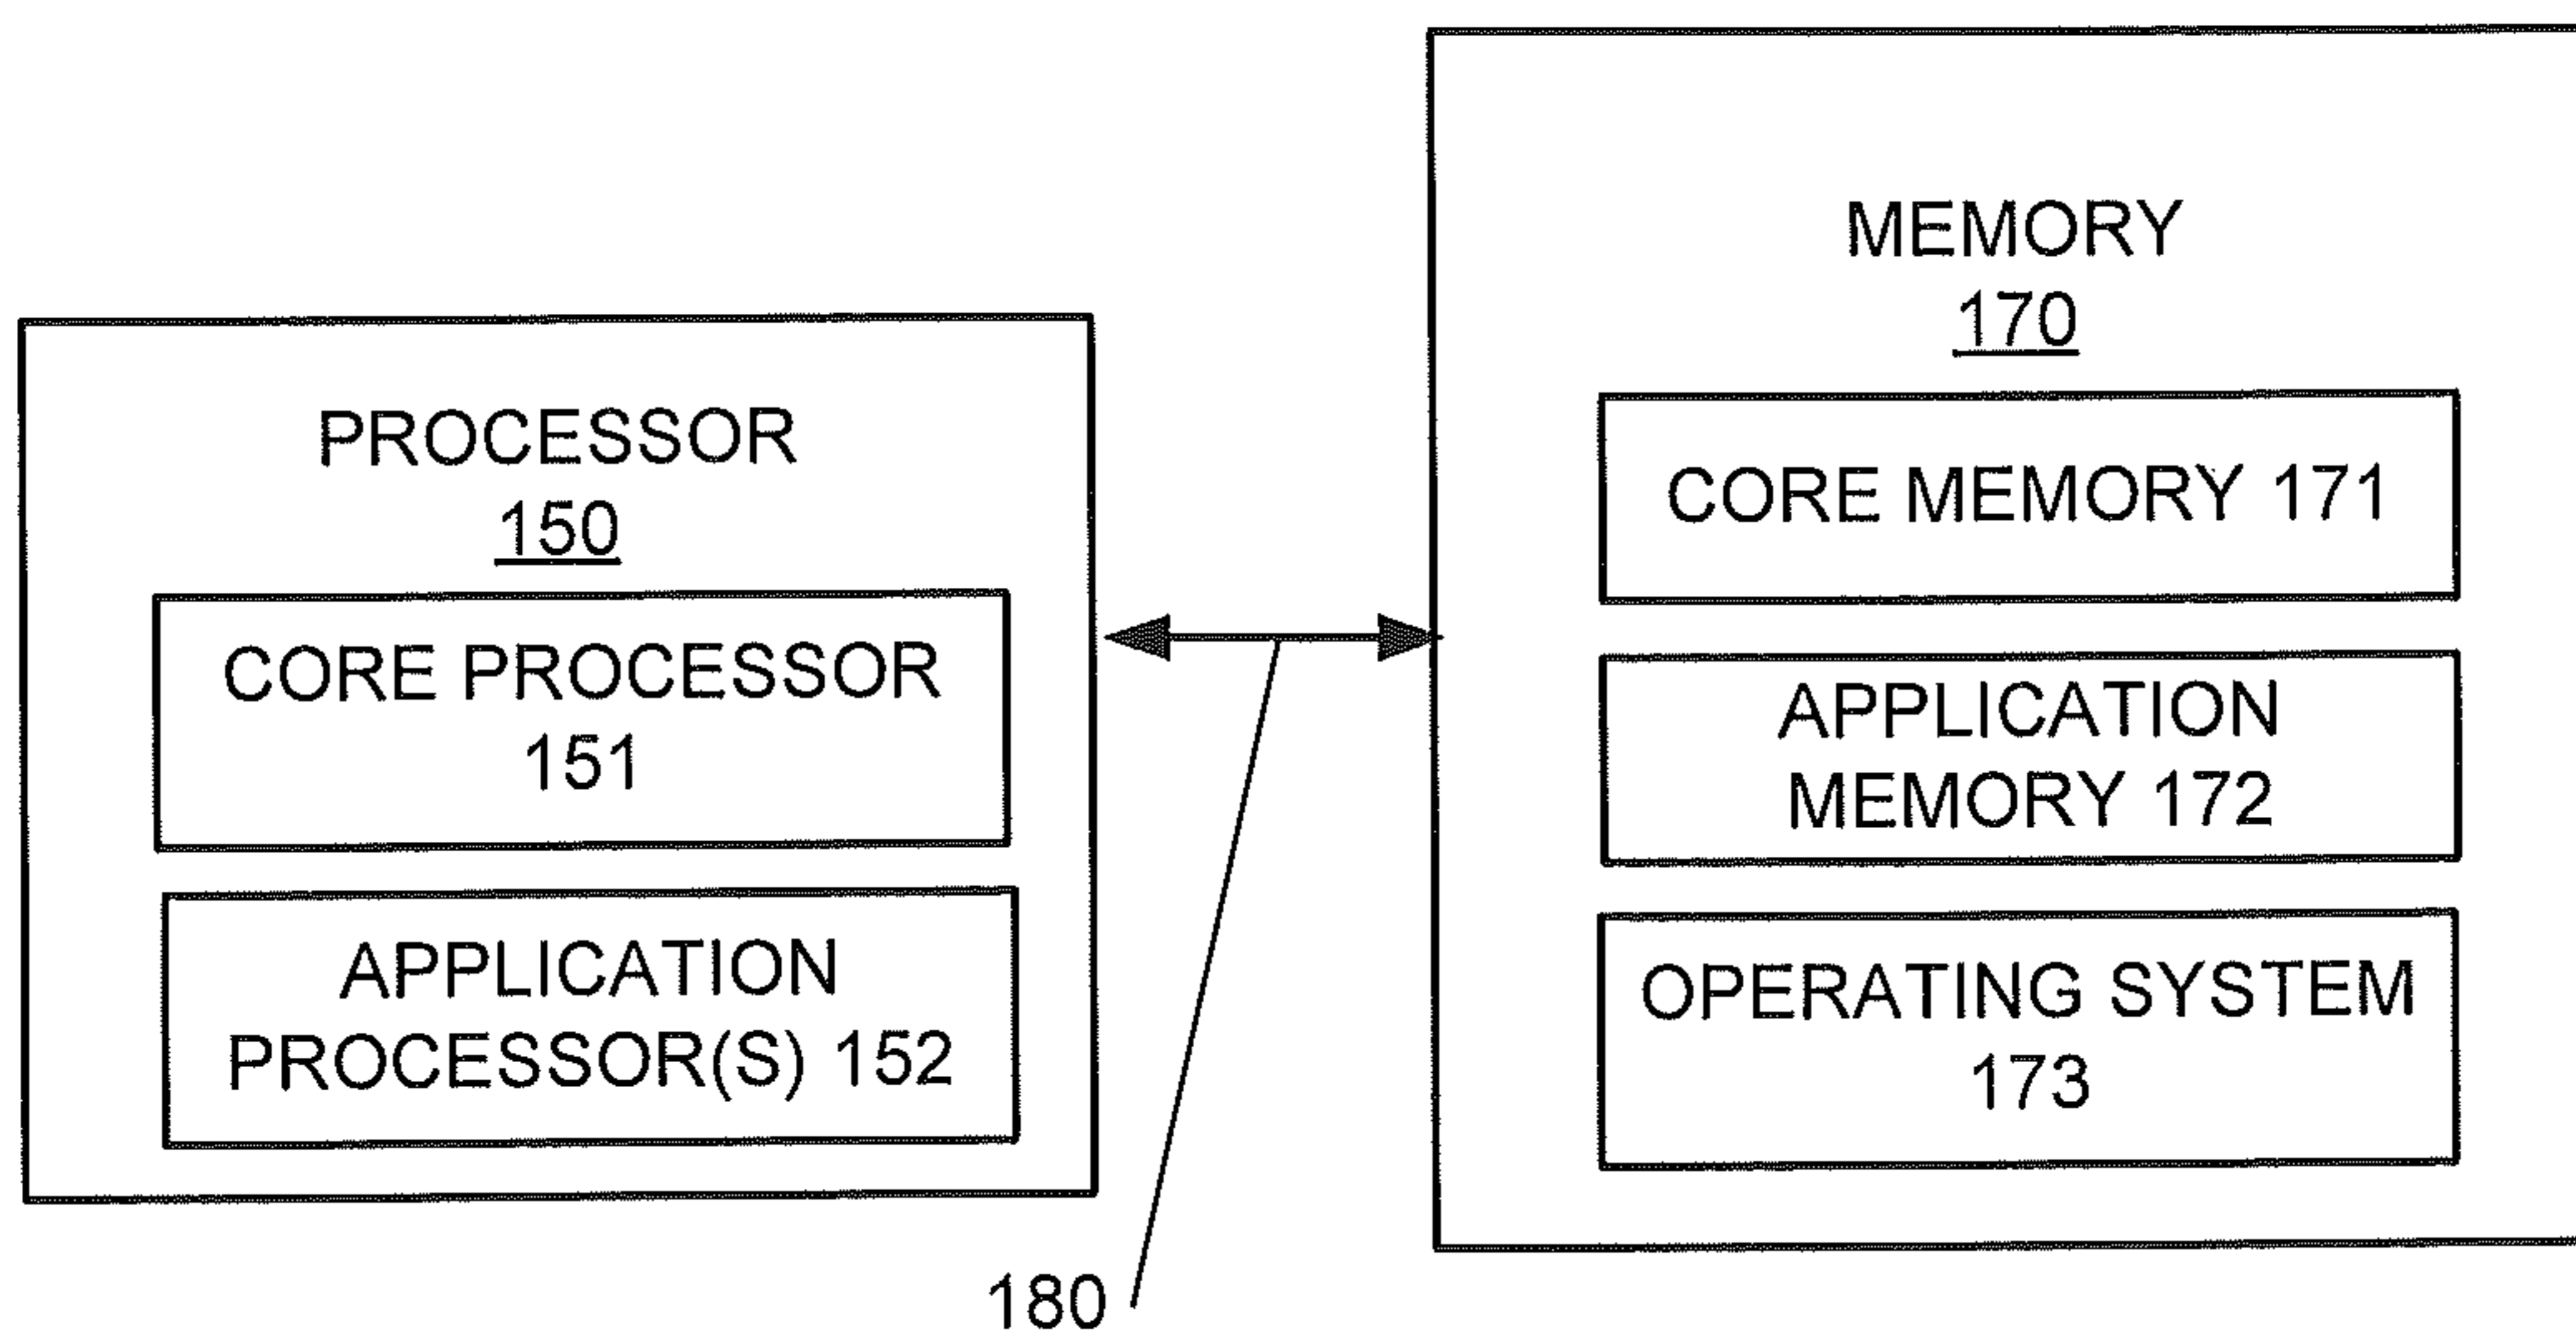 PROCESSOR
150
CORE PROCESSOR
151
APPLICATION
PROCESSOR(S) 152
180
MEMORY
170
CORE MEMORY 171
APPLICATION
MEMORY 172
OPERATING SYSTEM
173